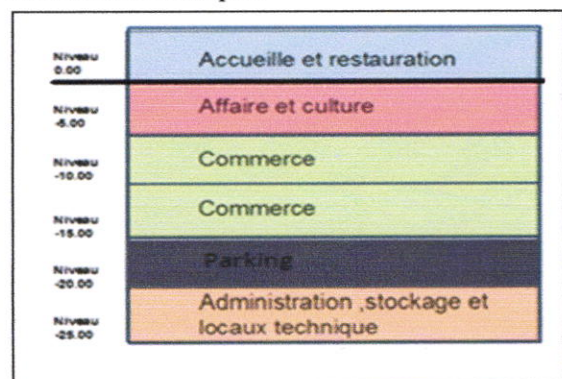 Niveau
0.00
Accueille et restauration
Niveau
-5.00
Affaire et culture
Niveau
-10.00
Commerce
Niveau
-15.00
Commerce
Niveau
-20.00
Parking
Niveau
-25.00
Administration ,stockage et
locaux technique